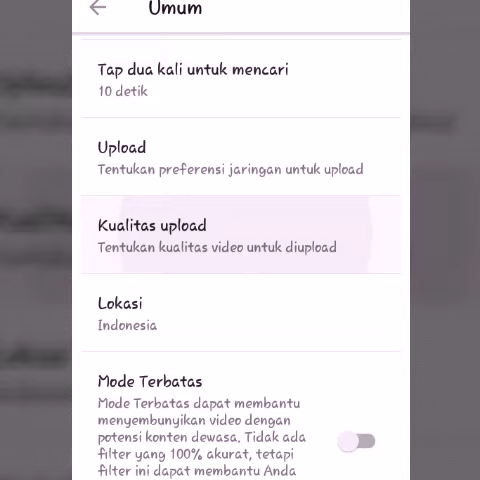 Umum
Tap dua kali untuk mencari
10 detik
Upload
Tentukan preferensi jaringan untuk upload
Kualitas upload
Tentukan kualitas video untuk diupload
Lokasi
Indonesia
Mode Terbatas
Mode Terbatas dapat membantu
menyembunyikan video dengan
potensi konten dewasa. Tidak ada
filter yang 100% akurat, tetapi
filter ini dapat membantu Anda